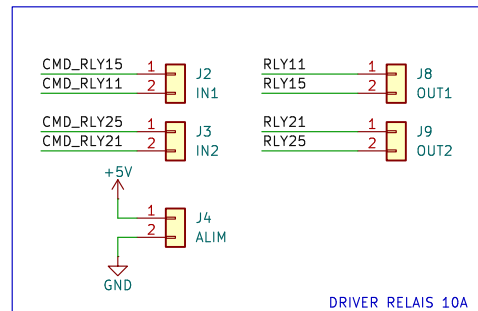 CMD_RLY15 1 J2
CMD_RLY11 2 IN1
CMD_RLY25 1 J3
CMD_RLY21 2 IN2
+5V
1 J4
2 ALIM
GND
RLY11 1 J8
RLY15 2 OUT1
RLY21 1 J9
RLY25 2 OUT2
DRIVER RELAIS 10A